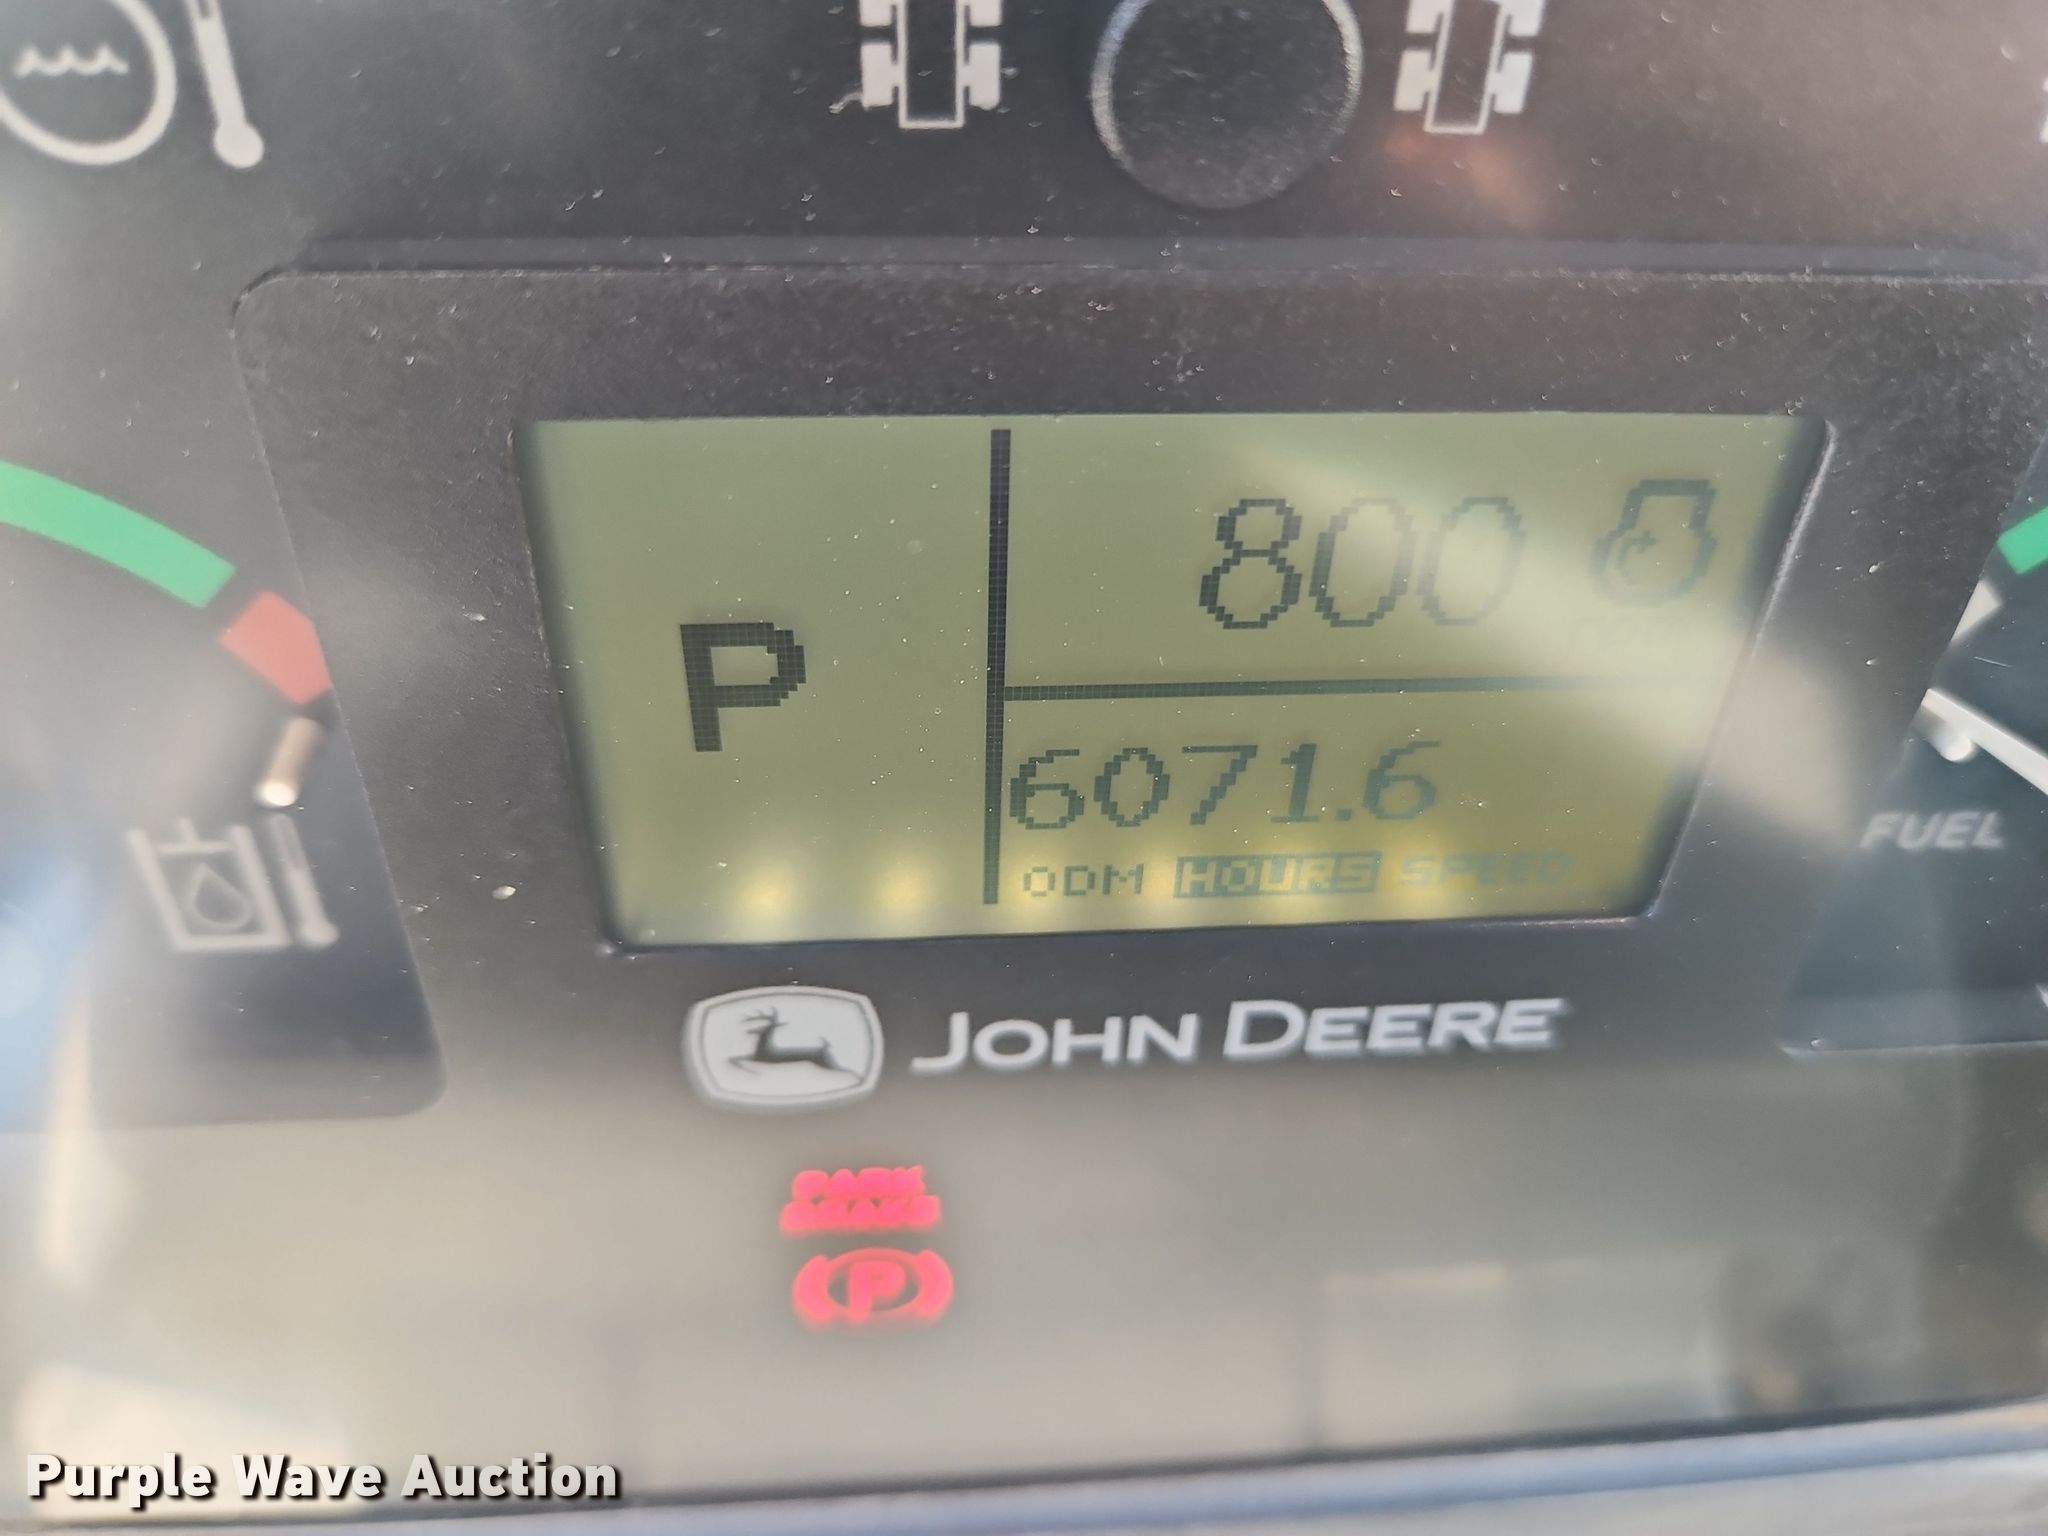 800
P
6071.6
ODM HOURS SPEED
FUEL
JOHN DEERE
PARK
BRAKE
P
Purple Wave Auction